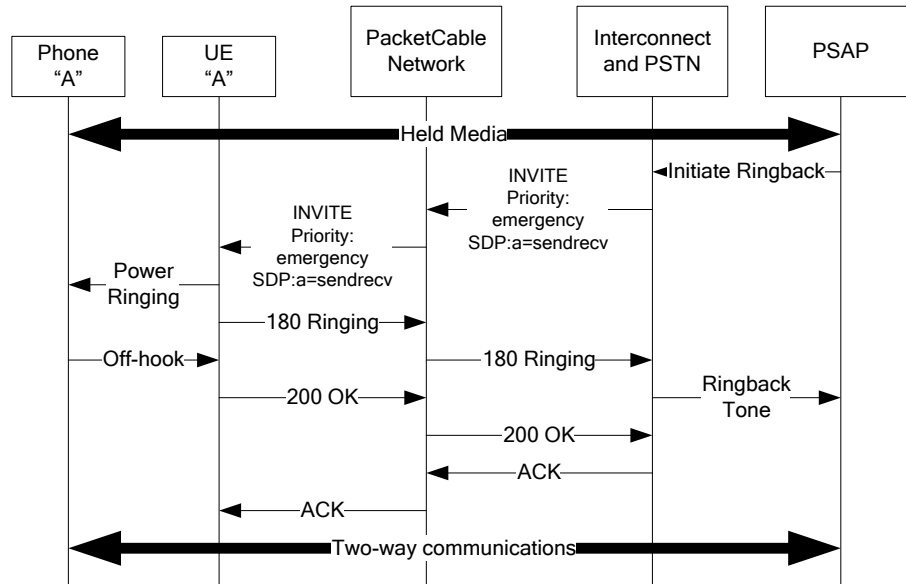 Phone
“A”
UE
“A”
PacketCable
Network
Interconnect
and PSTN
PSAP
Held Media
Initiate Ringback
INVITE
Priority:
emergency
SDP:a=sendrecv
INVITE
Priority:
emergency
SDP:a=sendrecv
Power
Ringing
180 Ringing
Off-hook
180 Ringing
200 OK
Ringback
Tone
200 OK
ACK
ACK
Two-way communications